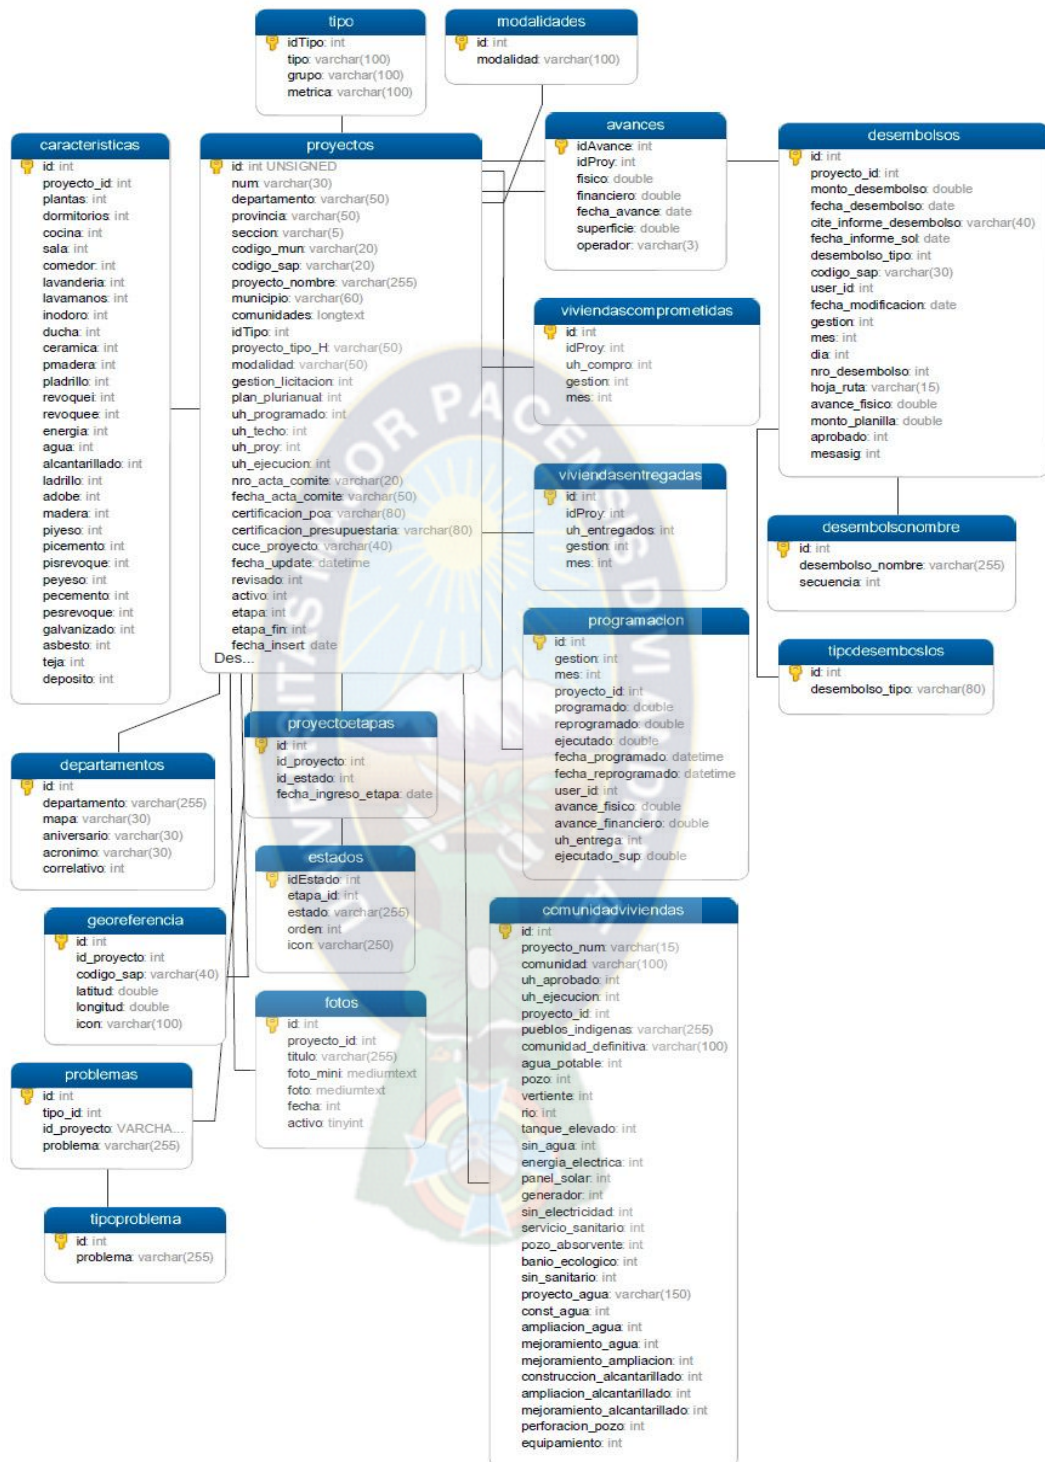 tipo
idTipo: int
tipo: varchar(100)
grupo: varchar(100)
metrica: varchar(100)
modalidades
id: int
modalidad: varchar(100)
caracteristicas
id: int
proyecto_id: int
plantas: int
dormitorios: int
cocina: int
sala: int
comedor: int
lavanderia: int
lavamanos: int
inodoro: int
ducha: int
ceramica: int
pmadera: int
pladrillo: int
revoquei: int
revoquee: int
energia: int
agua: int
alcantarillado: int
ladrillo: int
adobe: int
madera: int
piyeso: int
picemento: int
pisrevoque: int
peyeso: int
pecemento: int
pesrevoque: int
galvanizado: int
asbesto: int
teja: int
deposito: int
proyectos
id: int UNSIGNED
num: varchar(30)
departamento: varchar(50)
provincia: varchar(50)
seccion: varchar(5)
codigo_mun: varchar(20)
codigo_sap: varchar(20)
proyecto_nombre: varchar(255)
municipio: varchar(60)
comunidades: longtext
idTipo: int
proyecto_tipo_H: varchar(50)
modalidad: varchar(50)
gestion_licitacion: int
plan_plurianual: int
uh_programado: int
uh_techo: int
uh_proy: int
uh_ejecucion: int
nro_acta_comite: varchar(20)
fecha_acta_comite: varchar(50)
certificacion_poa: varchar(80)
certificacion_presupuestaria: varchar(80)
cuce_proyecto: varchar(40)
fecha_update: datetime
revisado: int
activo: int
etapa: int
etapa_fin: int
fecha_insert: date
Des...
avances
idAvance: int
idProy: int
fisico: double
financiero: double
fecha_avance: date
superficie: double
operador: varchar(3)
desembolsos
id: int
proyecto_id: int
monto_desembolso: double
fecha_desembolso: date
cite_informe_desembolso: varchar(40)
fecha_informe_sol: date
desembolso_tipo: int
codigo_sap: varchar(30)
user_id: int
fecha_modificacion: date
gestion: int
mes: int
dia: int
nro_desembolso: int
hoja_ruta: varchar(15)
avance_fisico: double
monto_planilla: double
aprobado: int
mesasig: int
viviendascomprometidas
id: int
idProy: int
uh_compro: int
gestion: int
mes: int
viviendasentregadas
id: int
idProy: int
uh_entregados: int
gestion: int
mes: int
desembolsonombre
id: int
desembolso_nombre: varchar(255)
secuencia: int
programacion
id: int
gestion: int
mes: int
proyecto_id: int
programado: double
reprogramado: double
ejecutado: double
fecha_programado: datetime
fecha_reprogramado: datetime
user_id: int
avance_fisico: double
avance_financiero: double
uh_entrega: int
ejecutado_sup: double
tipodesemboslos
id: int
desembolso_tipo: varchar(80)
proyectoetapas
id: int
id_proyecto: int
id_estado: int
fecha_ingreso_etapa: date
departamentos
id: int
departamento: varchar(255)
mapa: varchar(30)
aniversario: varchar(30)
acronimo: varchar(30)
correlativo: int
estados
idEstado: int
etapa_id: int
estado: varchar(255)
orden: int
icon: varchar(250)
georeferencia
id: int
id_proyecto: int
codigo_sap: varchar(40)
latitud: double
longitud: double
icon: varchar(100)
fotos
id: int
proyecto_id: int
titulo: varchar(255)
foto_mini: mediumtext
foto: mediumtext
fecha: int
activo: tinyint
problemas
id: int
tipo_id: int
id_proyecto: VARCHA...
problema: varchar(255)
tipoproblema
id: int
problema: varchar(255)
comunidadviviendas
id: int
proyecto_num: varchar(15)
comunidad: varchar(100)
uh_aprobado: int
uh_ejecucion: int
proyecto_id: int
pueblos_indigenas: varchar(255)
comunidad_definitiva: varchar(100)
agua_potable: int
pozo: int
vertiente: int
rio: int
tanque_elevado: int
sin_agua: int
energia_electrica: int
panel_solar: int
generador: int
sin_electricidad: int
servicio_sanitario: int
pozo_absorvente: int
banio_ecologico: int
sin_sanitario: int
proyecto_agua: varchar(150)
const_agua: int
ampliacion_agua: int
mejoramiento_agua: int
mejoramiento_ampliacion: int
construccion_alcantarillado: int
ampliacion_alcantarillado: int
mejoramiento_alcantarillado: int
perforacion_pozo: int
equipamiento: int